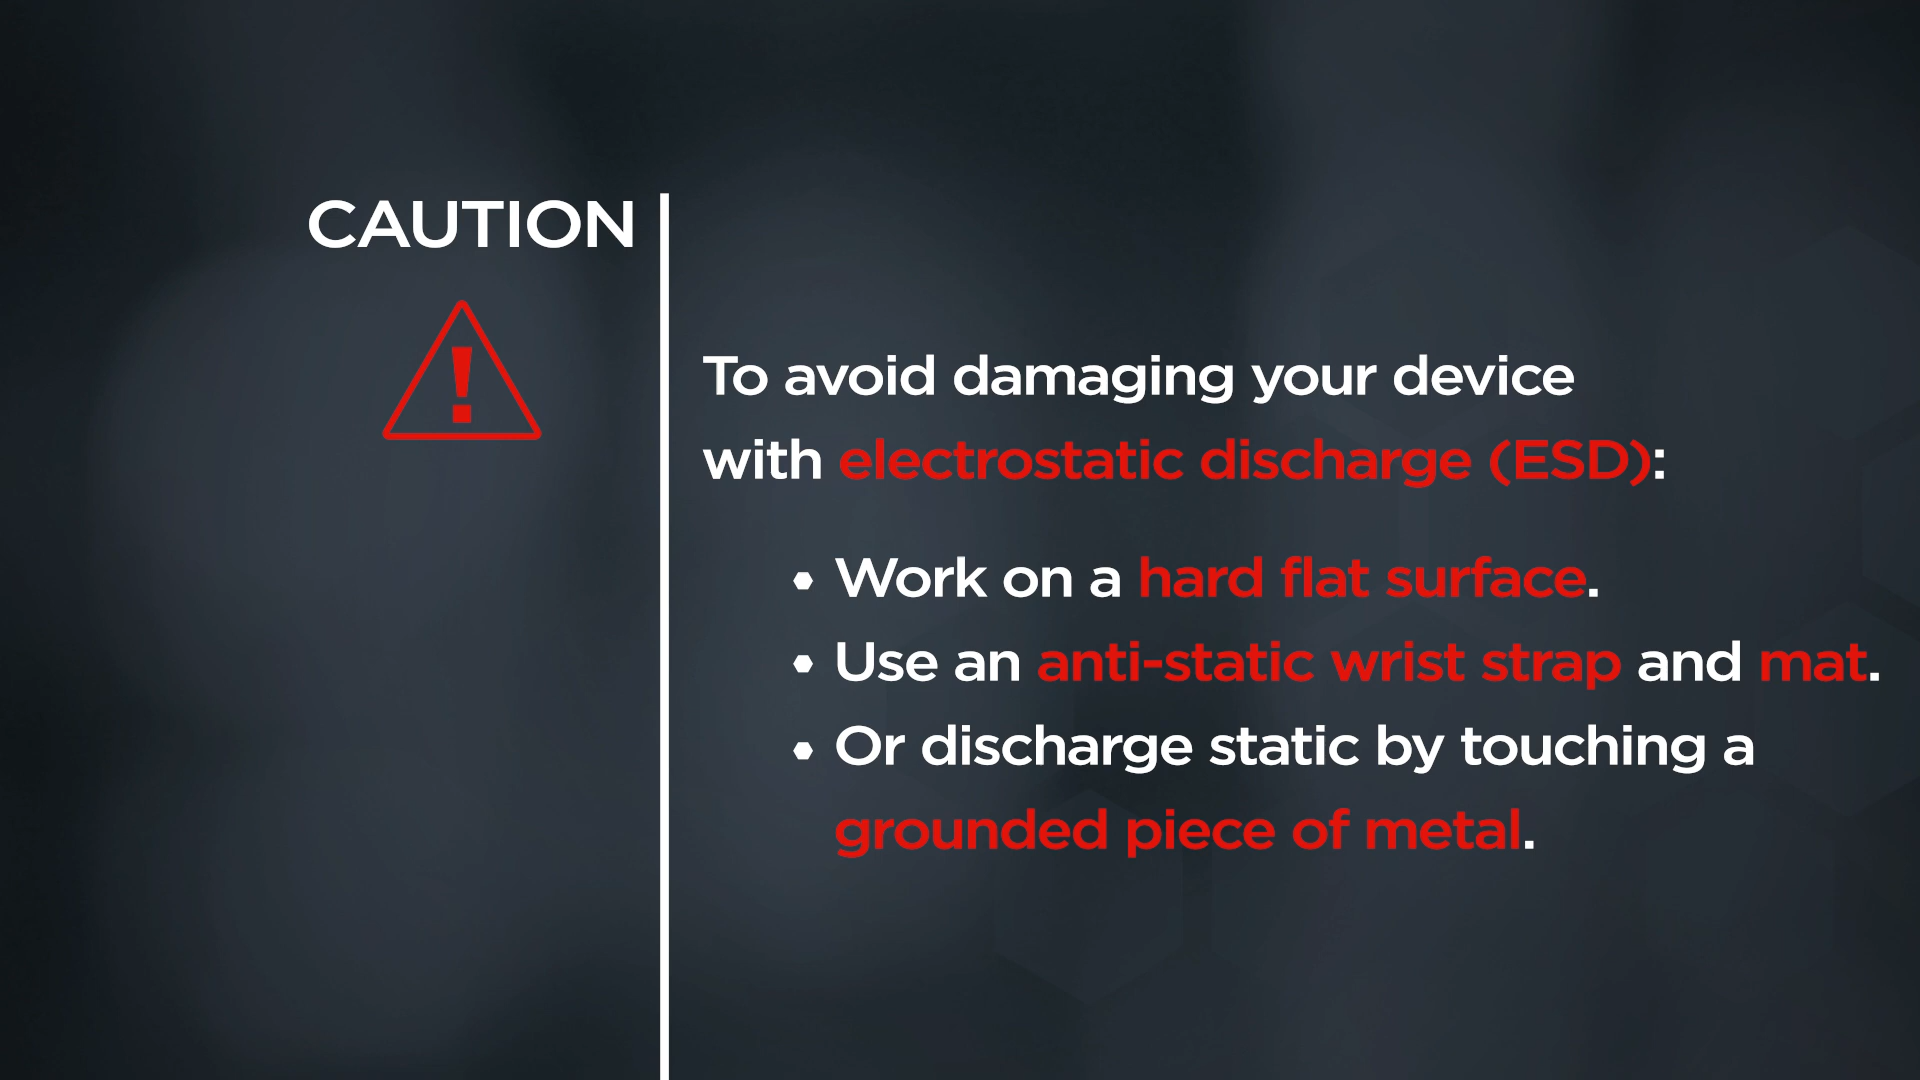 CAUTION
!
To avoid damaging your device
with electrostatic discharge (ESD):
• Work on a hard flat surface.
• Use an anti-static wrist strap and mat.
• Or discharge static by touching a
grounded piece of metal.